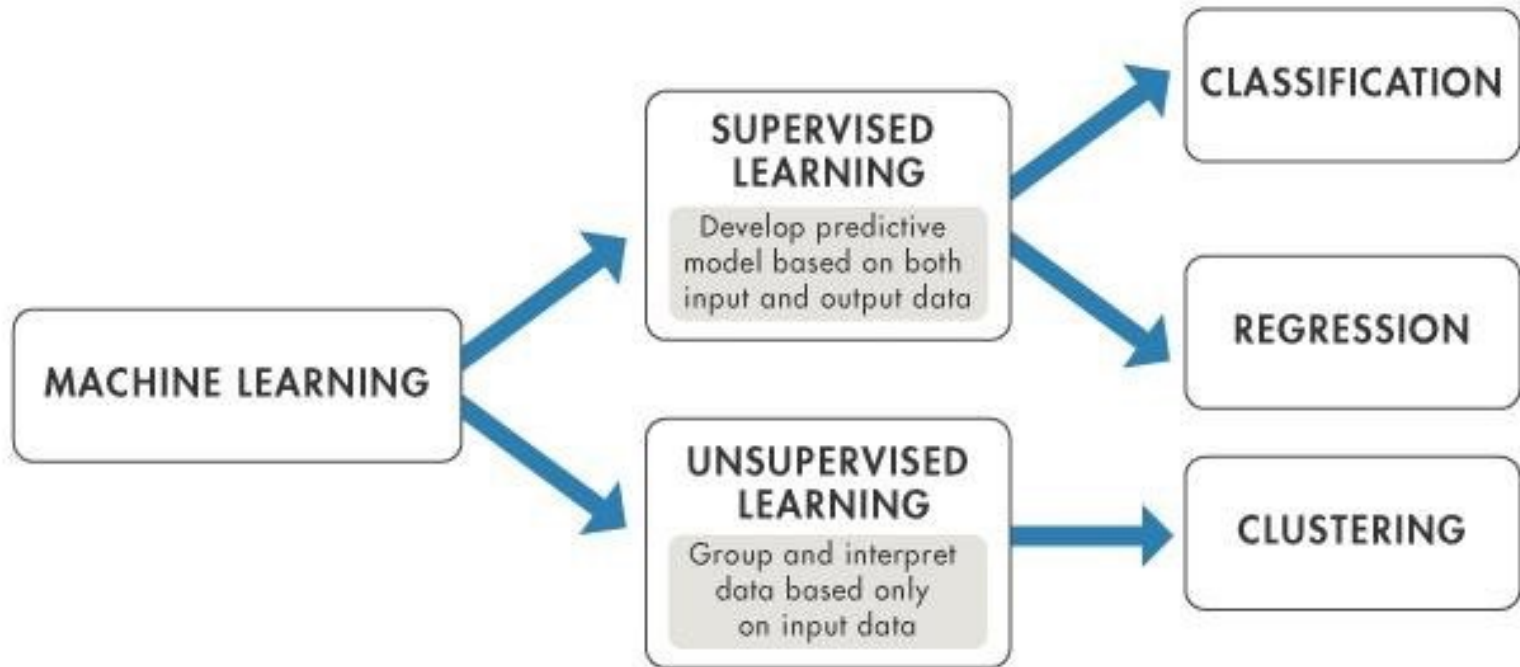 MACHINE LEARNING
SUPERVISED
LEARNING
Develop predictive
model based on both
input and output data
UNSUPERVISED
LEARNING
Group and interpret
data based only
on input data
CLASSIFICATION
REGRESSION
CLUSTERING